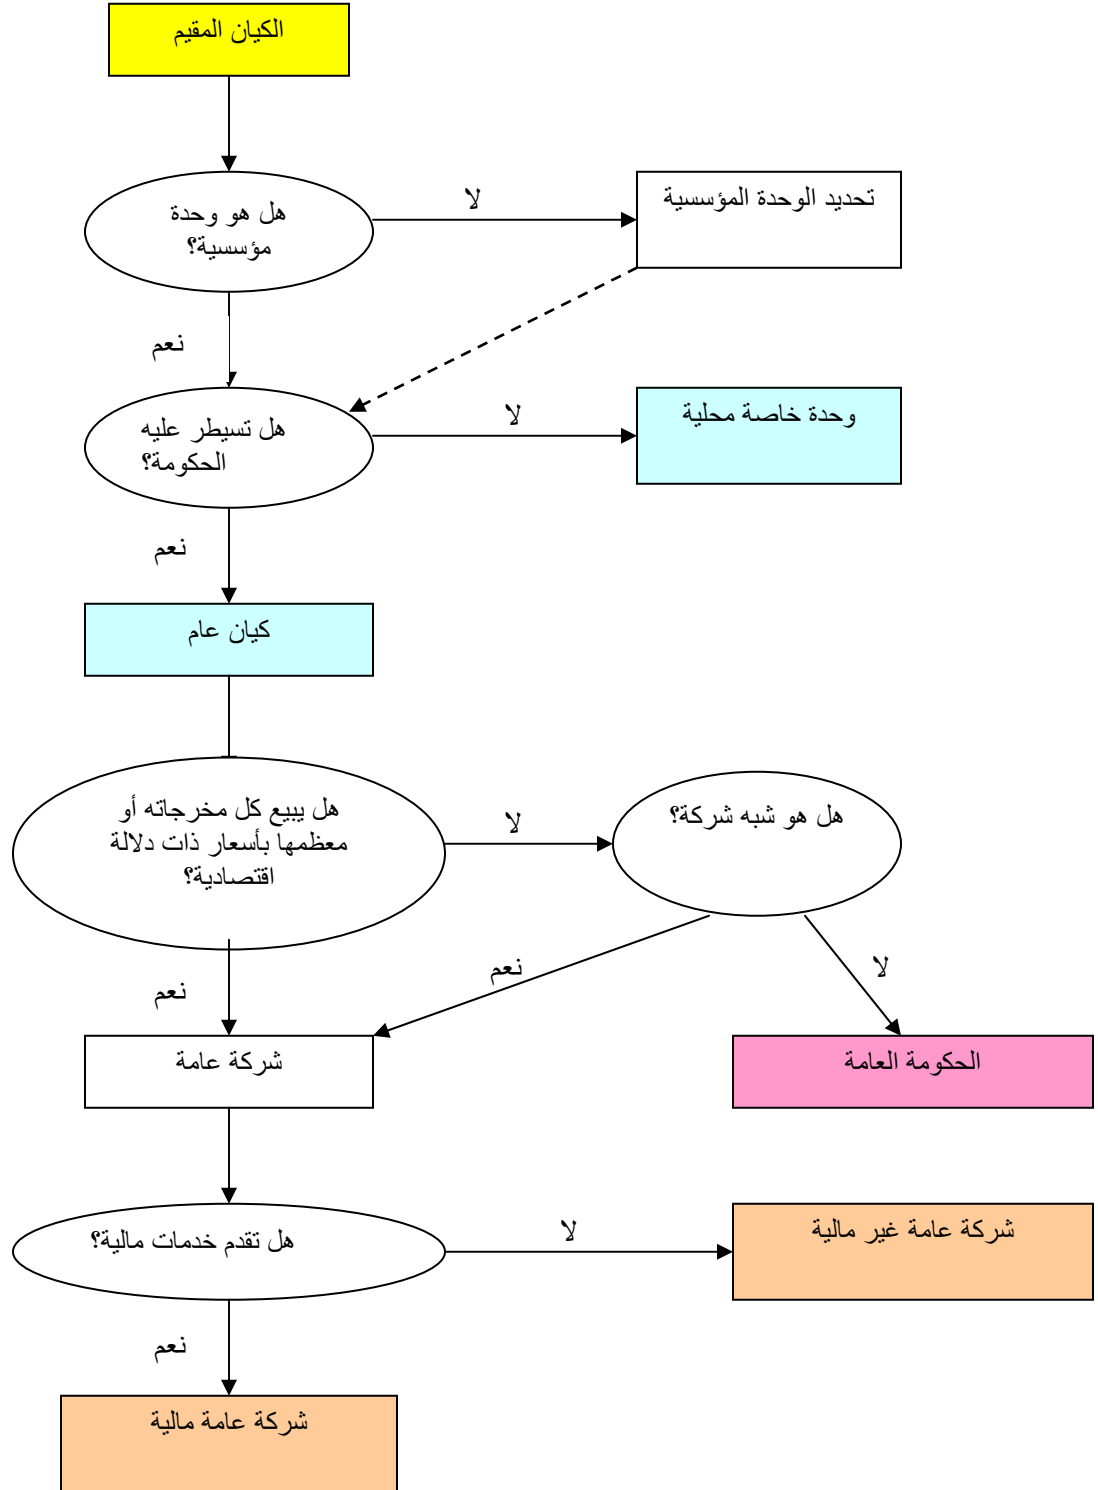 الكيان المقيم
هل هو وحدة
مؤسسية؟
لا
تحديد الوحدة المؤسسية
نعم
هل تسيطر عليه
الحكومة؟
لا
وحدة خاصة محلية
نعم
كيان عام
هل يبيع كل مخرجاته أو
معظمها بأسعار ذات دلالة
اقتصادية؟
لا
هل هو شبه شركة؟
نعم
نعم
لا
شركة عامة
الحكومة العامة
هل تقدم خدمات مالية؟
لا
شركة عامة غير مالية
نعم
شركة عامة مالية